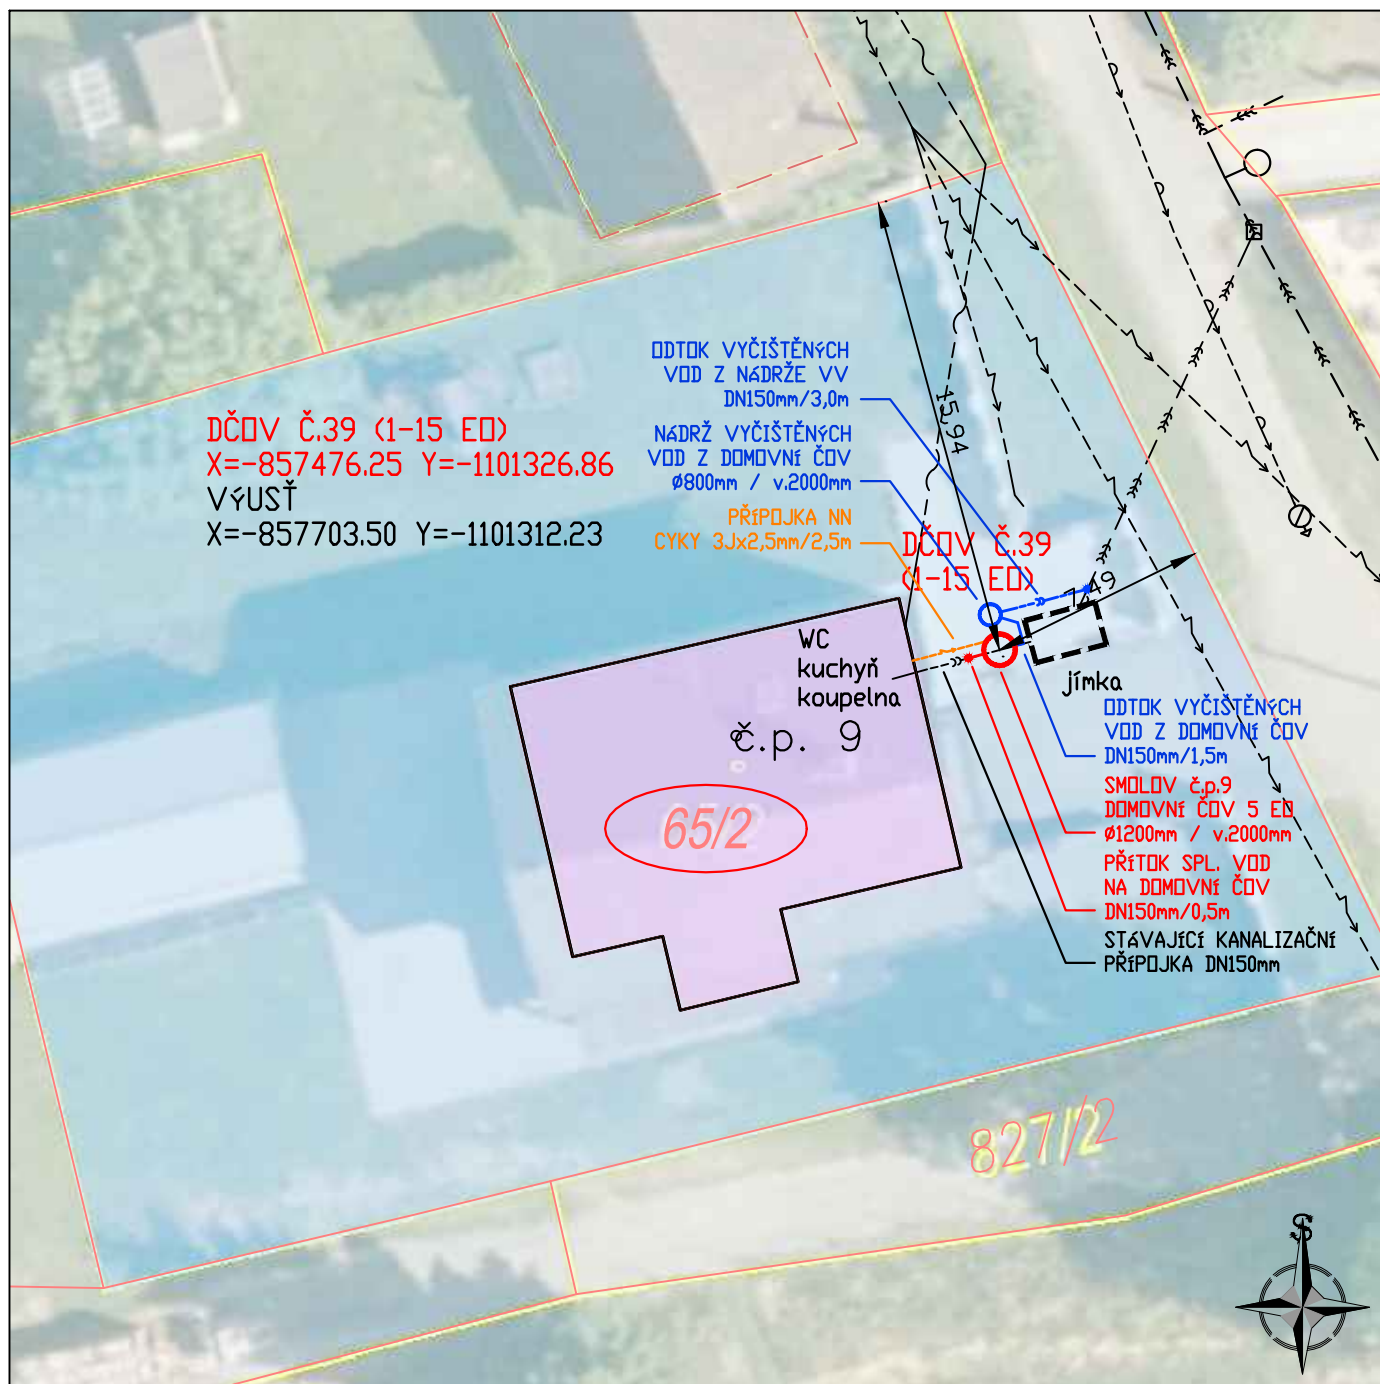 ODTOK VYČIŠTĚNÝCH
VOD Z NÁDRŽE VV
DN150mm/3,0m
NÁDRŽ VYČIŠTĚNÝCH
VOD Z DOMOVNÍ ČOV
Ø800mm / v.2000mm
PŘÍPOJKA NN
CYKY 3Jx2,5mm/2,5m
DČOV Č.39 (1-15 EO)
X=-857476.25 Y=-1101326.86
VÝUSŤ
X=-857703.50 Y=-1101312.23
15,94
DČOV Č.39
(1-15 EO)
7,49
WC
kuchyň
koupelna
jímka
č.p. 9
65/2
ODTOK VYČIŠTĚNÝCH
VOD Z DOMOVNÍ ČOV
DN150mm/1,5m
SMOLOV č.p.9
DOMOVNÍ ČOV 5 EO
Ø1200mm / v.2000mm
PŘÍTOK SPL. VOD
NA DOMOVNÍ ČOV
DN150mm/0,5m
STÁVAJÍCÍ KANALIZAČNÍ
PŘÍPOJKA DN150mm
827/2
S